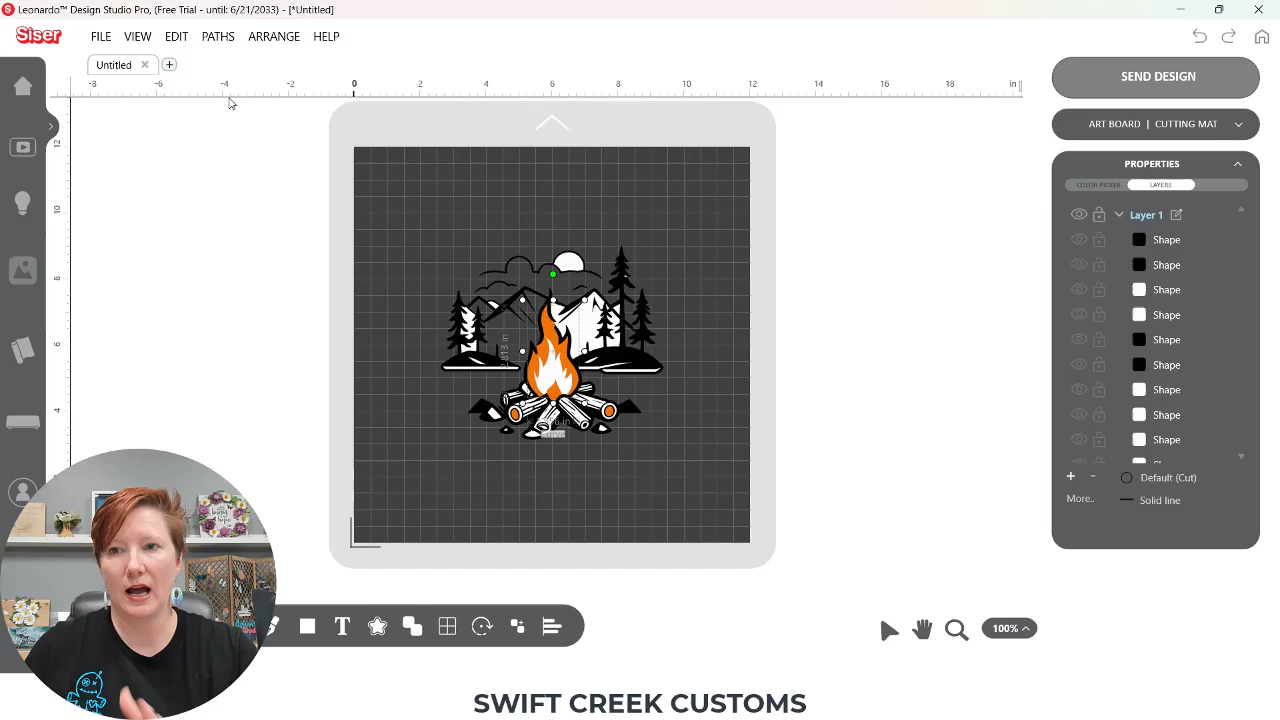 Leonardo™ Design Studio Pro, (Free Trial - until: 6/21/2033) - [*Untitled]
Siser FILE VIEW EDIT PATHS ARRANGE HELP
Untitled
-8 -6 -4 -2 0 2 4 6 8 10 12 14 16 18 in
12
10
8
6
4
SEND DESIGN
ART BOARD | CUTTING MAT
PROPERTIES
COLOR PICKER LAYERS
Layer 1
Shape
Shape
Shape
Shape
Shape
Shape
Shape
Shape
Shape
Default (Cut)
More..
Solid line
T
100%
SWIFT CREEK CUSTOMS